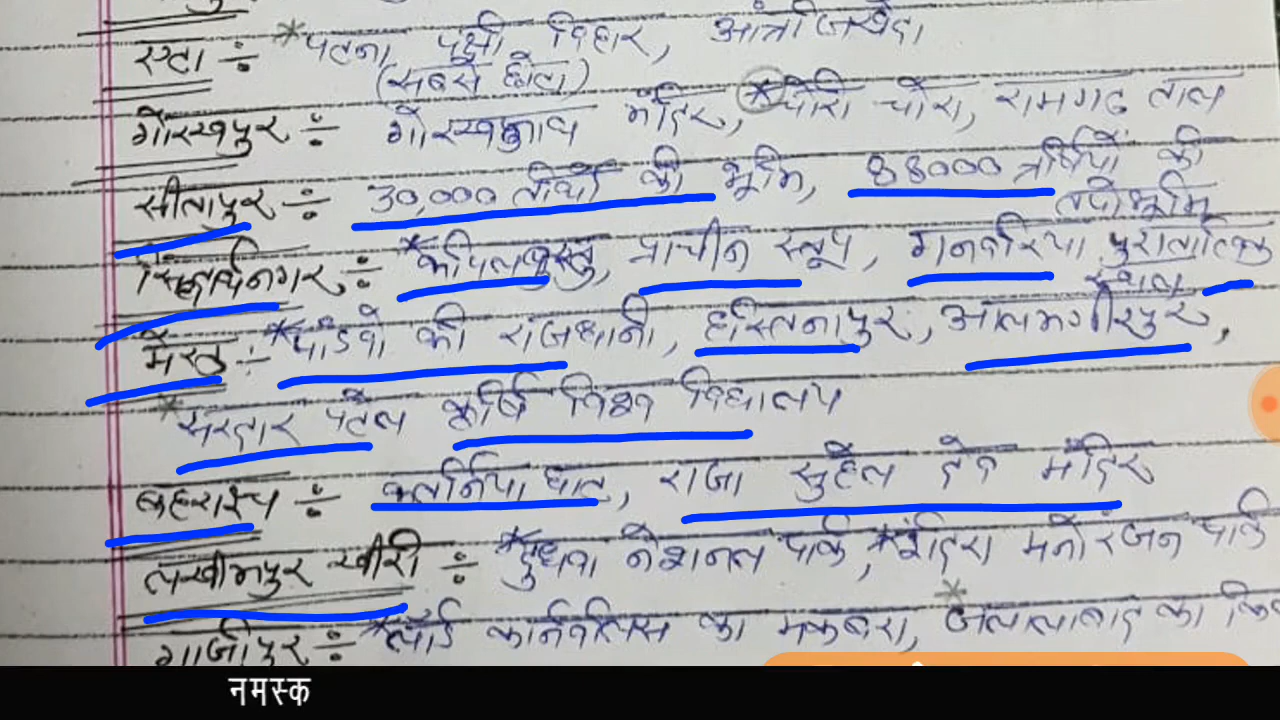 एटा ÷ *पटना पक्षी विहार, अंतरंजिखेड़ा
(सबसे छोटा)
गोरखपुर ÷ गोरखनाथ मंदिर, *चौरी चौरा, रामगढ ताल
सीतापुर ÷ 30,000 तीर्थो की भूमि, 88000 ऋषियों की
तपोभूमि
सिद्धार्थनगर ÷ *कपिलवस्तु, प्राचीन स्तूप, गनवरिया पुरातात्विक
स्थल
मेरठ ÷ *पांडवो की राजधानी, हस्तिनापुर, आलमगीरपुर,
*सरदार पटेल कृषि विश्व विद्यालय
बहराइच ÷ कतर्निया घाट, राजा सुहेल देव मंदिर
लखीमपुर खीरी ÷ *दुधवा नेशनल पार्क, *इंदिरा मनोरंजन पार्क
गाजीपुर ÷ *लॉर्ड कार्नवालिस का मकबरा, जलालाबाद का
नमस्क